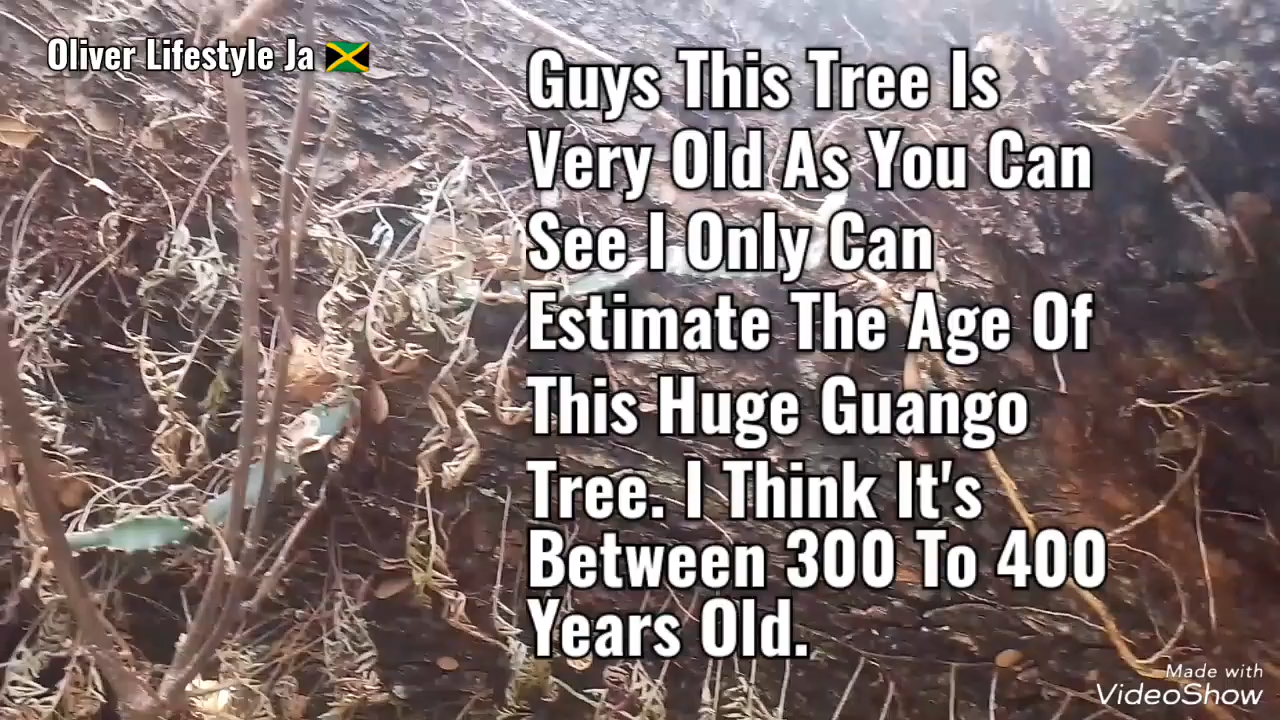 Oliver Lifestyle Ja 🇯🇲
Guys This Tree Is
Very Old As You Can
See I Only Can
Estimate The Age Of
This Huge Guango
Tree. I Think It's
Between 300 To 400
Years Old.
Made with
VideoShow